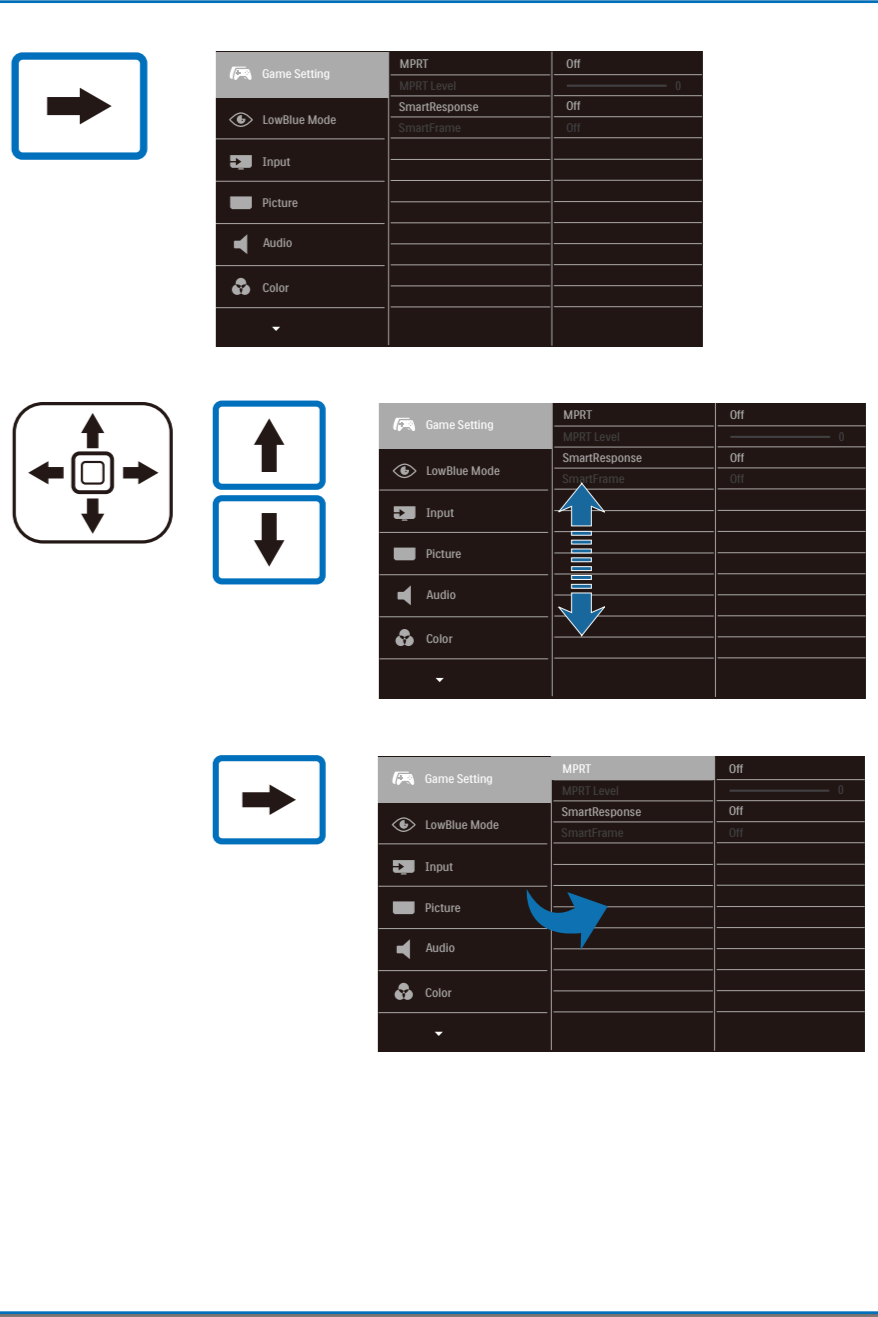 Game Setting
LowBlue Mode
Input
Picture
Audio
Color
MPRT Off
MPRT Level 0
SmartResponse Off
SmartFrame Off
Game Setting
LowBlue Mode
Input
Picture
Audio
Color
MPRT Off
MPRT Level 0
SmartResponse Off
SmartFrame Off
Game Setting
LowBlue Mode
Input
Picture
Audio
Color
MPRT Off
MPRT Level 0
SmartResponse Off
SmartFrame Off